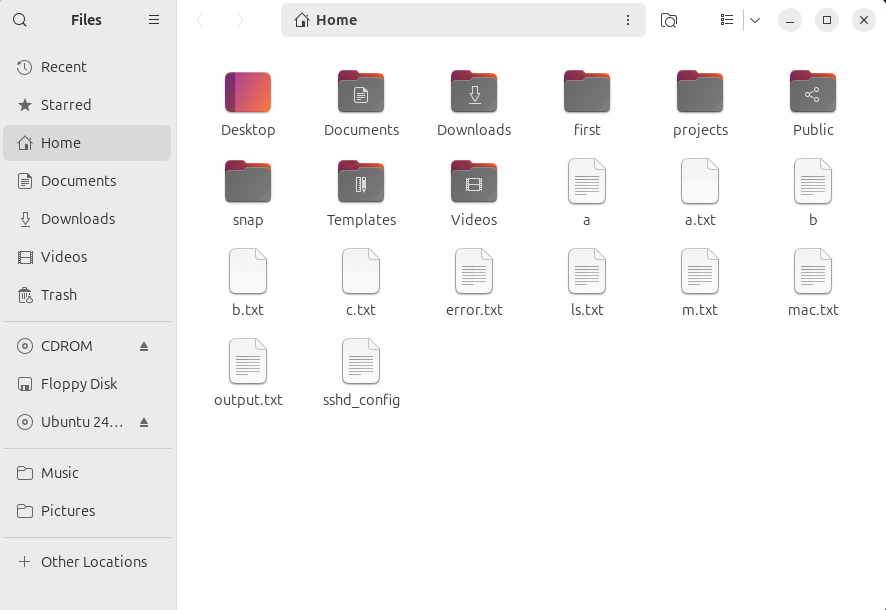 Files
Home
Recent
Starred
Home
Documents
Downloads
Videos
Trash
CDROM
Floppy Disk
Ubuntu 24...
Music
Pictures
Other Locations
Desktop Documents Downloads first projects Public
snap Templates Videos a a.txt b
b.txt c.txt error.txt ls.txt m.txt mac.txt
output.txt sshd_config